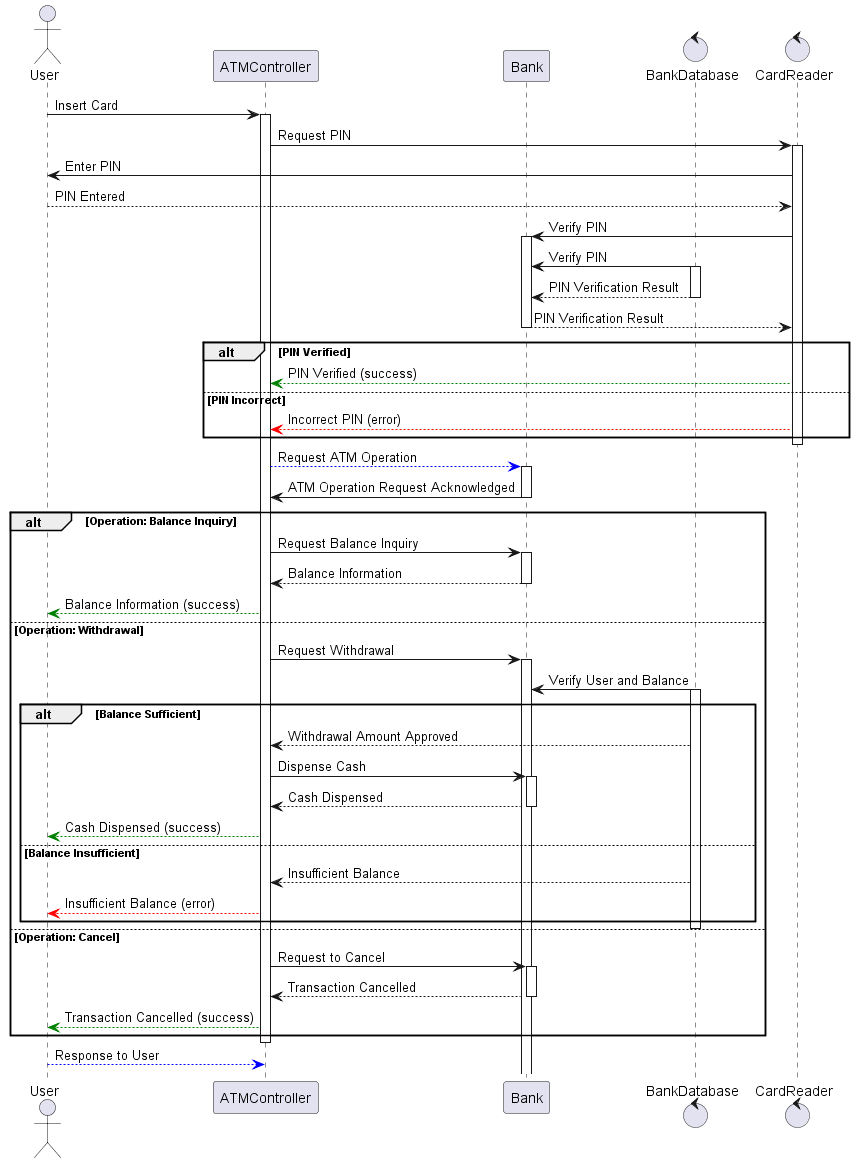 User
ATMController
Bank
BankDatabase
CardReader
Insert Card
Request PIN
Enter PIN
PIN Entered
Verify PIN
Verify PIN
PIN Verification Result
PIN Verification Result
alt [PIN Verified]
PIN Verified (success)
[PIN Incorrect]
Incorrect PIN (error)
Request ATM Operation
ATM Operation Request Acknowledged
alt [Operation: Balance Inquiry]
Request Balance Inquiry
Balance Information
Balance Information (success)
[Operation: Withdrawal]
Request Withdrawal
Verify User and Balance
alt [Balance Sufficient]
Withdrawal Amount Approved
Dispense Cash
Cash Dispensed
Cash Dispensed (success)
[Balance Insufficient]
Insufficient Balance
Insufficient Balance (error)
[Operation: Cancel]
Request to Cancel
Transaction Cancelled
Transaction Cancelled (success)
Response to User
User
ATMController
Bank
BankDatabase
CardReader